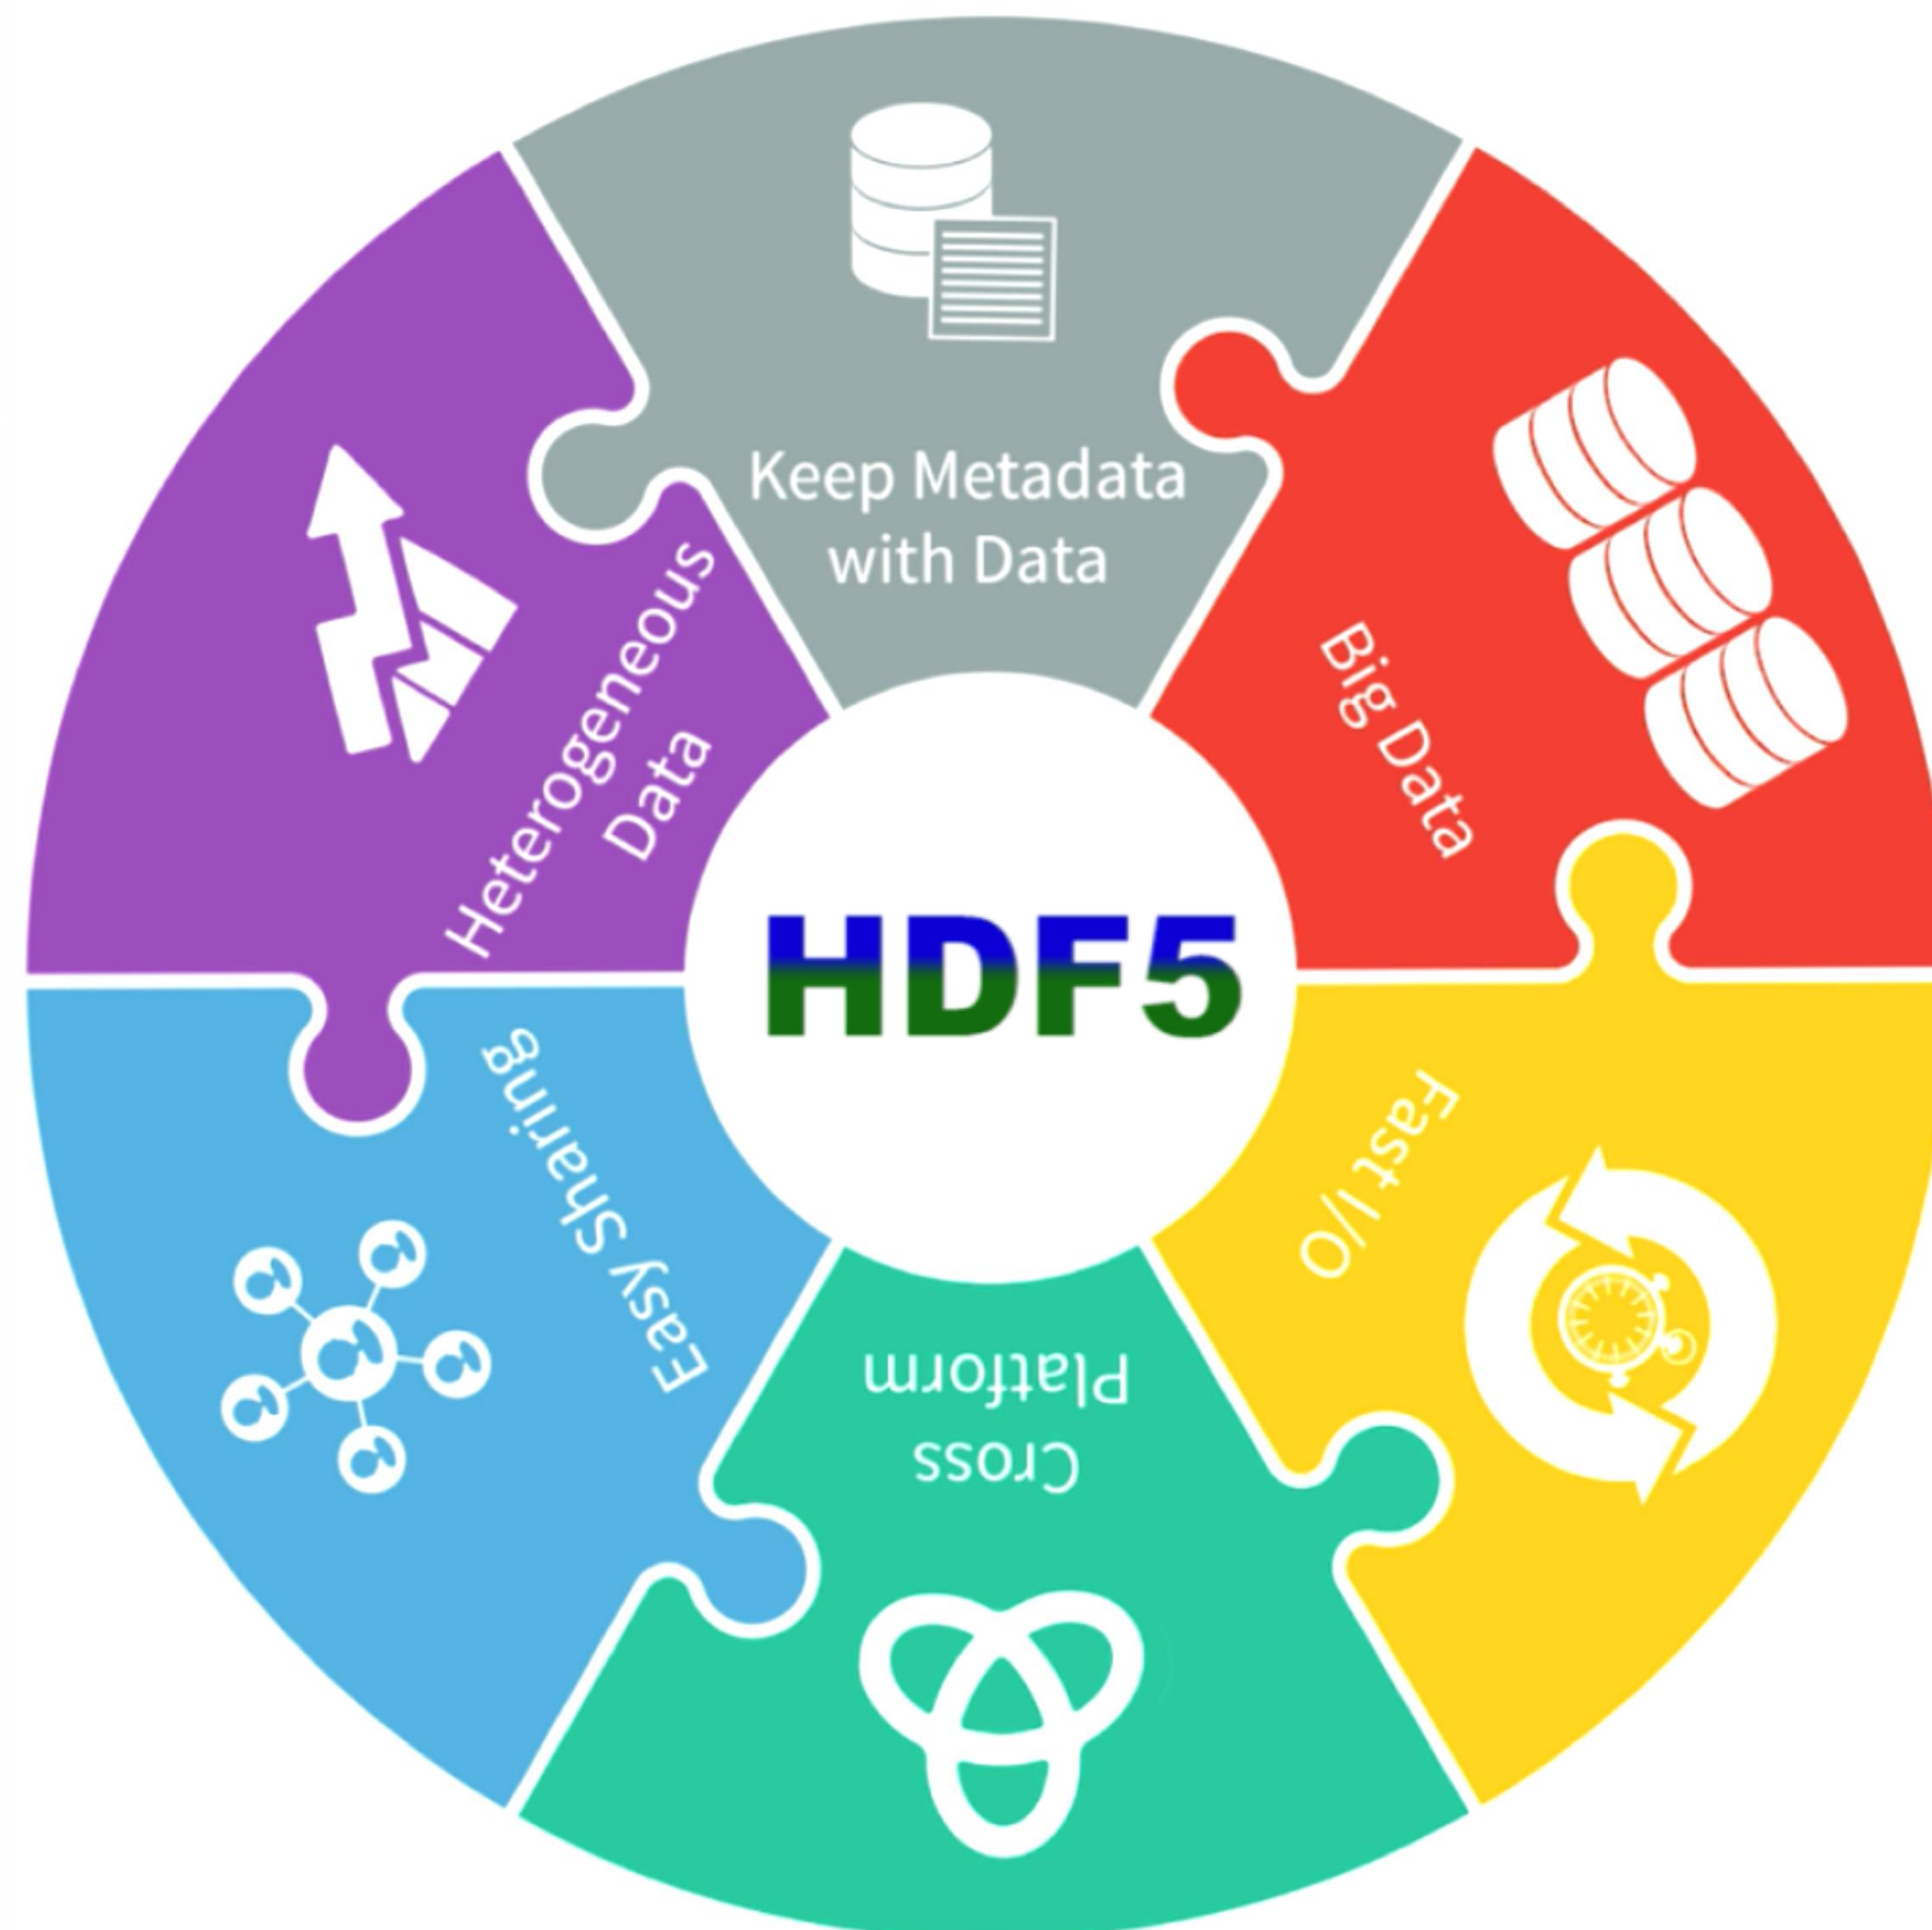 Keep Metadata
with Data
Big Data
Fast I/O
Cross
Platform
Easy Sharing
Heterogeneous
Data
HDF5